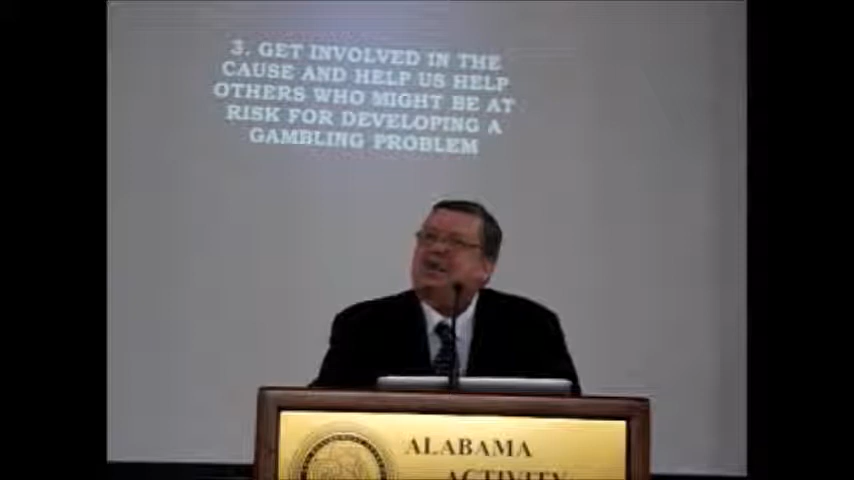 3. GET INVOLVED IN THE
CAUSE AND HELP US HELP
OTHERS WHO MIGHT BE AT
RISK FOR DEVELOPING A
GAMBLING PROBLEM
ALABAMA
ACTIVITY